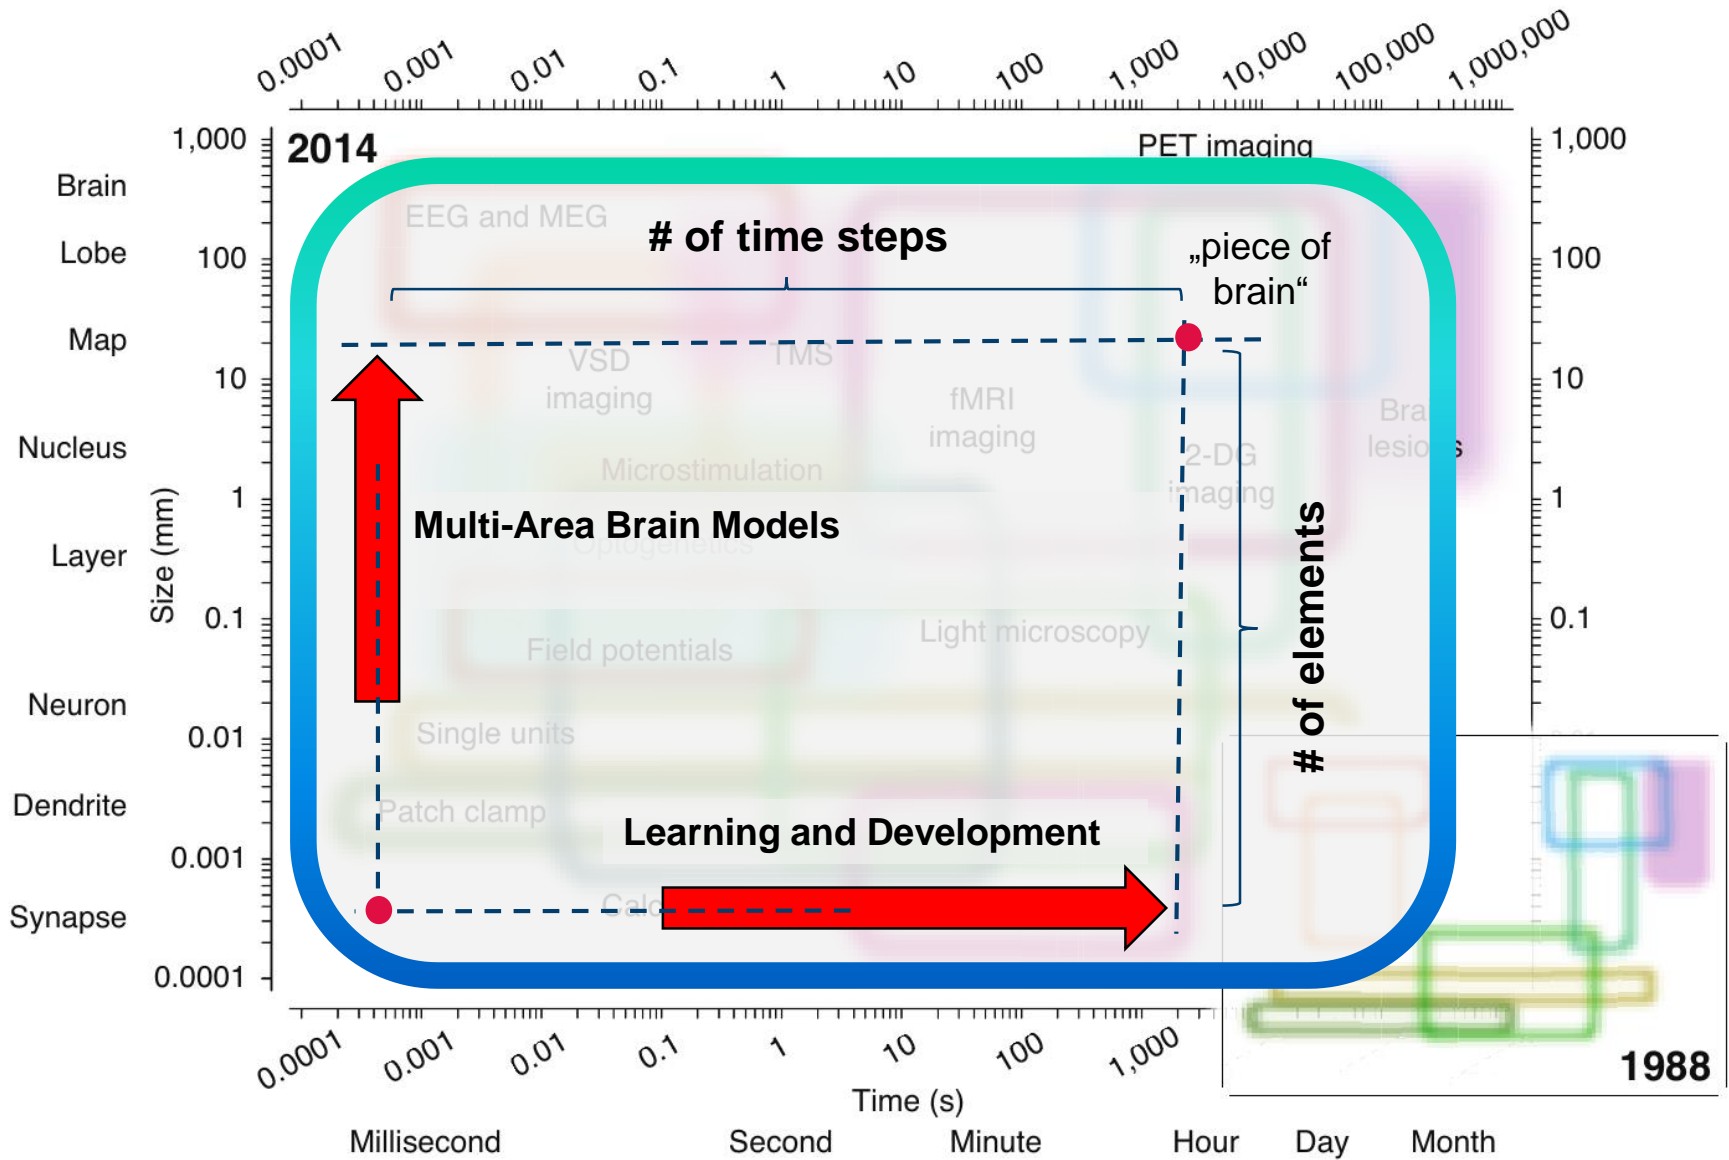 0.0001 0.001 0.01 0.1 1 10 100 1,000 10,000 100,000 1,000,000
2014
PET imaging
1,000
1,000
Brain
EEG and MEG
# of time steps
„piece of
brain“
Lobe
100
100
Map
VSD
imaging
TMS
10
10
fMRI
imaging
Brai
lesions
Nucleus
2-DG
imaging
Microstimulation
1
1
Size (mm)
Multi-Area Brain Models
Optogenetics
Layer
# of elements
0.1
0.1
Light microscopy
Field potentials
Neuron
Single units
0.01
Dendrite
Patch clamp
Learning and Development
0.001
Synapse
Calc
0.0001
0.0001 0.001 0.01 0.1 1 10 100 1,000
1988
Time (s)
Millisecond Second Minute Hour Day Month